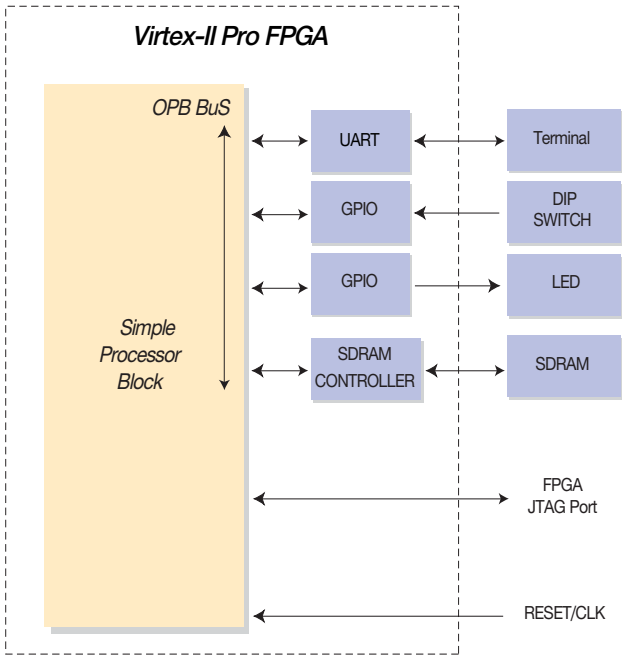 Virtex-II Pro FPGA
OPB BuS
UART
Terminal
GPIO
DIP
SWITCH
GPIO
LED
Simple
Processor
Block
SDRAM
CONTROLLER
SDRAM
FPGA
JTAG Port
RESET/CLK